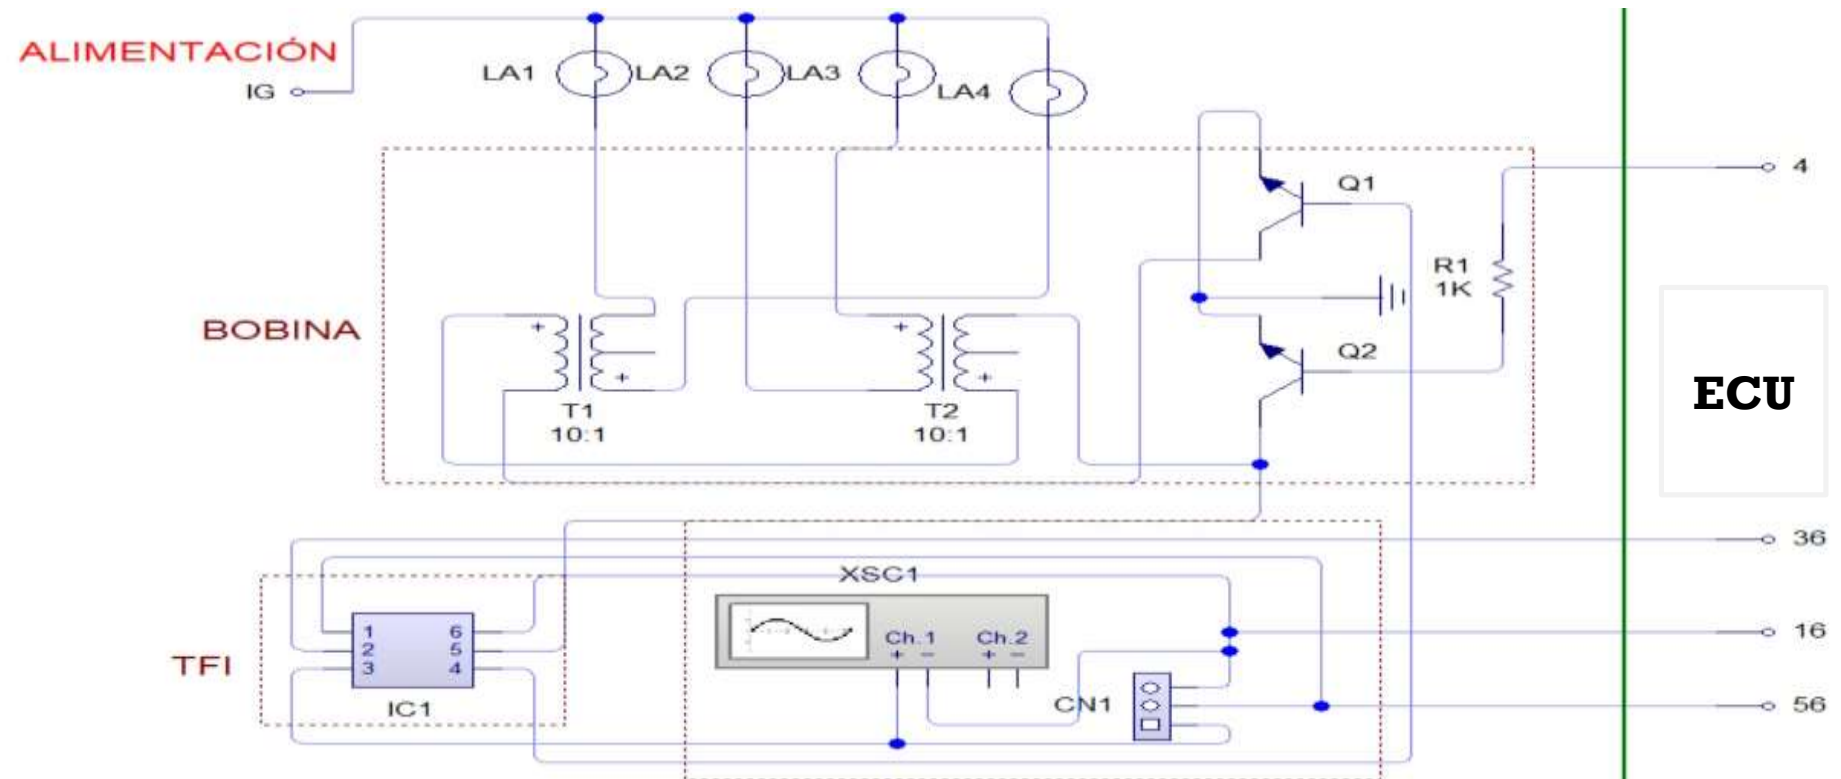 ALIMENTACIÓN
IG
LA1
LA2
LA3
LA4
4
Q1
R1
1K
BOBINA
+
+
+
+
Q2
ECU
T1
10:1
T2
10:1
36
XSC1
TFI
1
2
3
6
5
4
IC1
Ch.1
+ −
Ch.2
+ −
16
CN1
56